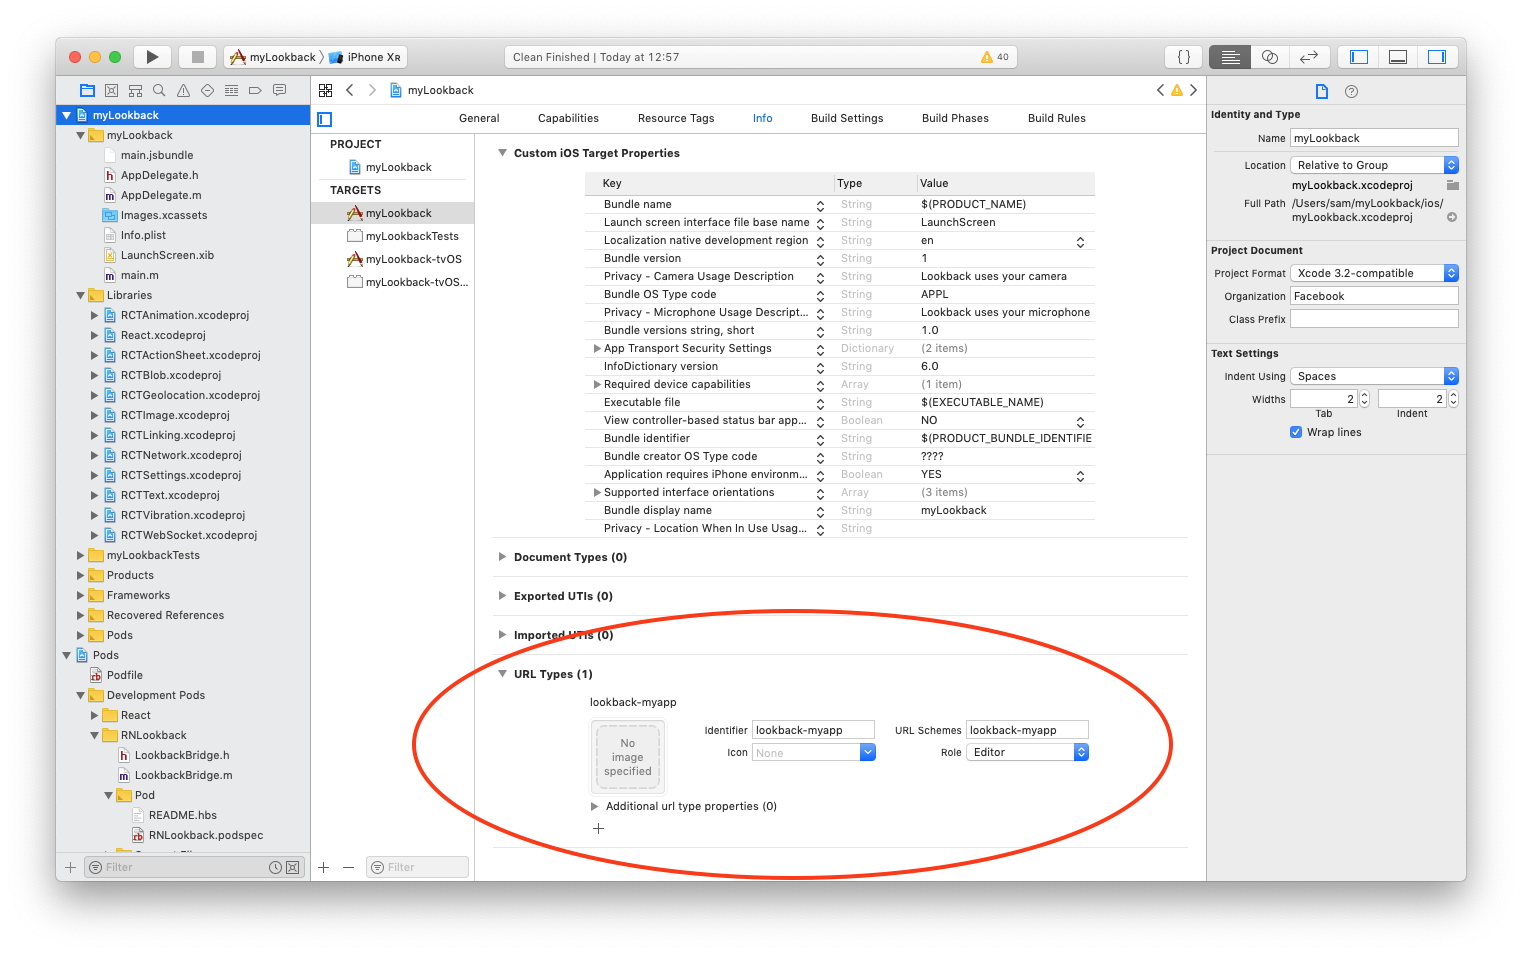 myLookback
iPhone XR
Clean Finished | Today at 12:57
40
{ }
myLookback
myLookback
main.jsbundle
AppDelegate.h
AppDelegate.m
Images.xcassets
Info.plist
LaunchScreen.xib
main.m
Libraries
RCTAnimation.xcodeproj
React.xcodeproj
RCTActionSheet.xcodeproj
RCTBlob.xcodeproj
RCTGeolocation.xcodeproj
RCTImage.xcodeproj
RCTLinking.xcodeproj
RCTNetwork.xcodeproj
RCTSettings.xcodeproj
RCTText.xcodeproj
RCTVibration.xcodeproj
RCTWebSocket.xcodeproj
myLookbackTests
Products
Frameworks
Recovered References
Pods
Pods
Podfile
Development Pods
React
RNLookback
LookbackBridge.h
LookbackBridge.m
Pod
README.hbs
RNLookback.podspec
Filter
myLookback
General Capabilities Resource Tags Info Build Settings Build Phases Build Rules
PROJECT
myLookback
TARGETS
myLookback
myLookbackTests
myLookback-tvOS
myLookback-tvOS...
Filter
Custom iOS Target Properties
Key Type Value
Bundle name String $(PRODUCT_NAME)
Launch screen interface file base name String LaunchScreen
Localization native development region String en
Bundle version String 1
Privacy - Camera Usage Description String Lookback uses your camera
Bundle OS Type code String APPL
Privacy - Microphone Usage Descript... String Lookback uses your microphone
Bundle versions string, short String 1.0
App Transport Security Settings Dictionary (2 items)
InfoDictionary version String 6.0
Required device capabilities Array (1 item)
Executable file String $(EXECUTABLE_NAME)
View controller-based status bar app... Boolean NO
Bundle identifier String $(PRODUCT_BUNDLE_IDENTIFIE
Bundle creator OS Type code String ????
Application requires iPhone environm... Boolean YES
Supported interface orientations Array (3 items)
Bundle display name String myLookback
Privacy - Location When In Use Usag... String
Document Types (0)
Exported UTIs (0)
Imported UTIs (0)
URL Types (1)
lookback-myapp
No
image
specified
Identifier lookback-myapp URL Schemes lookback-myapp
Icon None Role Editor
Additional url type properties (0)
Identity and Type
Name myLookback
Location Relative to Group
myLookback.xcodeproj
Full Path /Users/sam/myLookback/ios/
myLookback.xcodeproj
Project Document
Project Format Xcode 3.2-compatible
Organization Facebook
Class Prefix
Text Settings
Indent Using Spaces
Widths 2 2
Tab Indent
Wrap lines